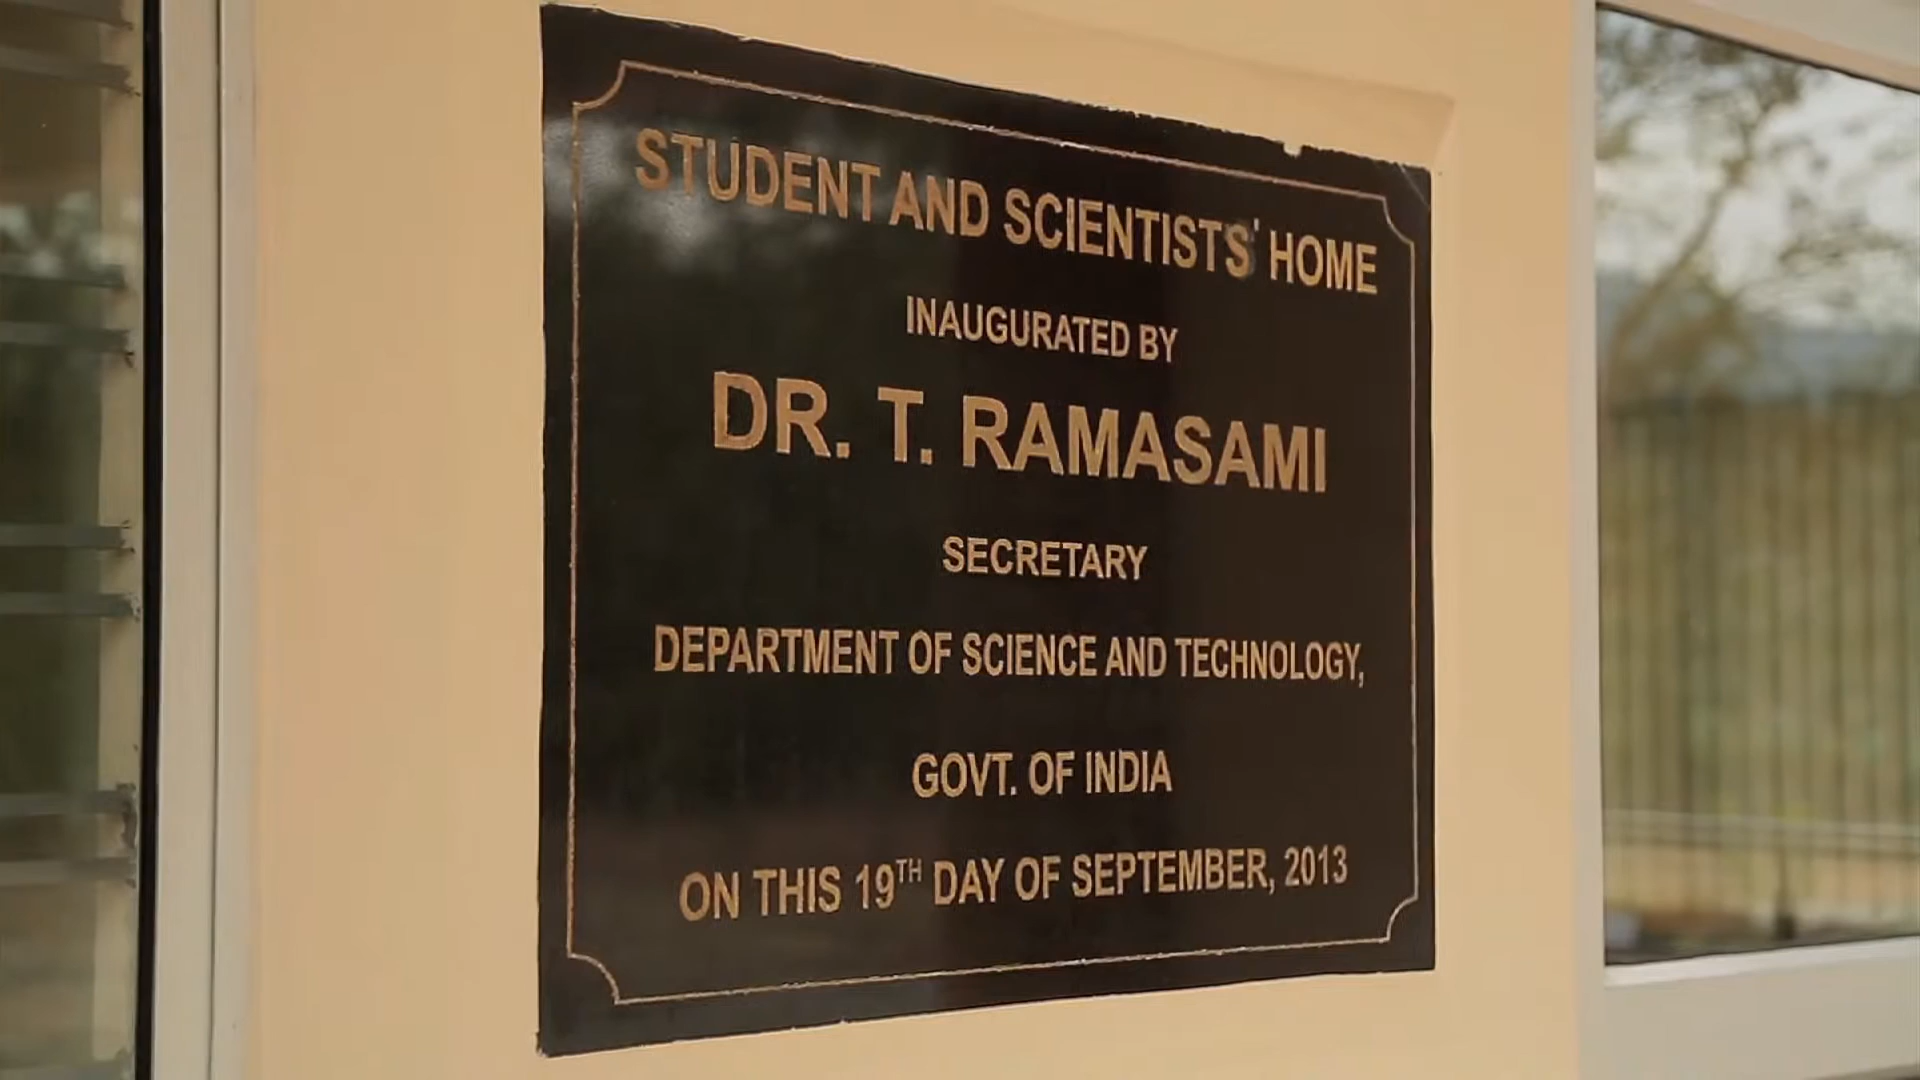 STUDENT AND SCIENTISTS' HOME
INAUGURATED BY
DR. T. RAMASAMI
SECRETARY
DEPARTMENT OF SCIENCE AND TECHNOLOGY,
GOVT. OF INDIA
ON THIS 19TH DAY OF SEPTEMBER, 2013